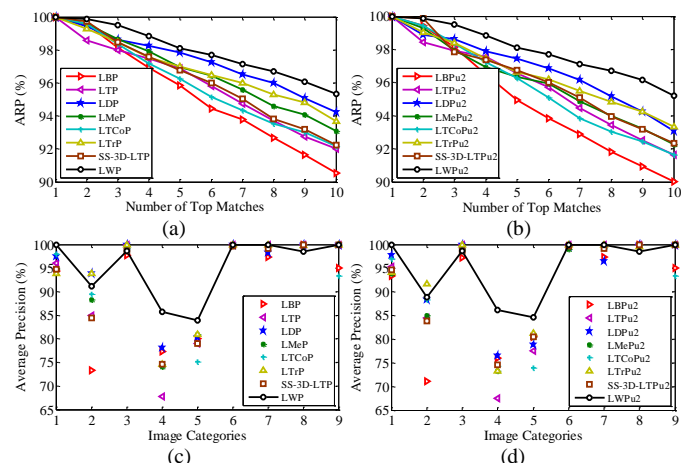 100
98
96
94
92
90
ARP (%)
LBP
LTP
LDP
LMeP
LTCoP
LTrP
SS-3D-LTP
LWP
1 2 3 4 5 6 7 8 9 10
Number of Top Matches
(a)
100
98
96
94
92
90
ARP (%)
LBPu2
LTPu2
LDPu2
LMePu2
LTCoPu2
LTrPu2
SS-3D-LTPu2
LWPu2
1 2 3 4 5 6 7 8 9 10
Number of Top Matches
(b)
100
95
90
85
80
75
70
65
Average Precision (%)
LBP
LTP
LDP
LMeP
LTCoP
LTrP
SS-3D-LTP
LWP
1 2 3 4 5 6 7 8 9
Image Categories
(c)
100
95
90
85
80
75
70
65
Average Precision (%)
LBPu2
LTPu2
LDPu2
LMePu2
LTCoPu2
LTrPu2
SS-3D-LTPu2
LWPu2
1 2 3 4 5 6 7 8 9
Image Categories
(d)